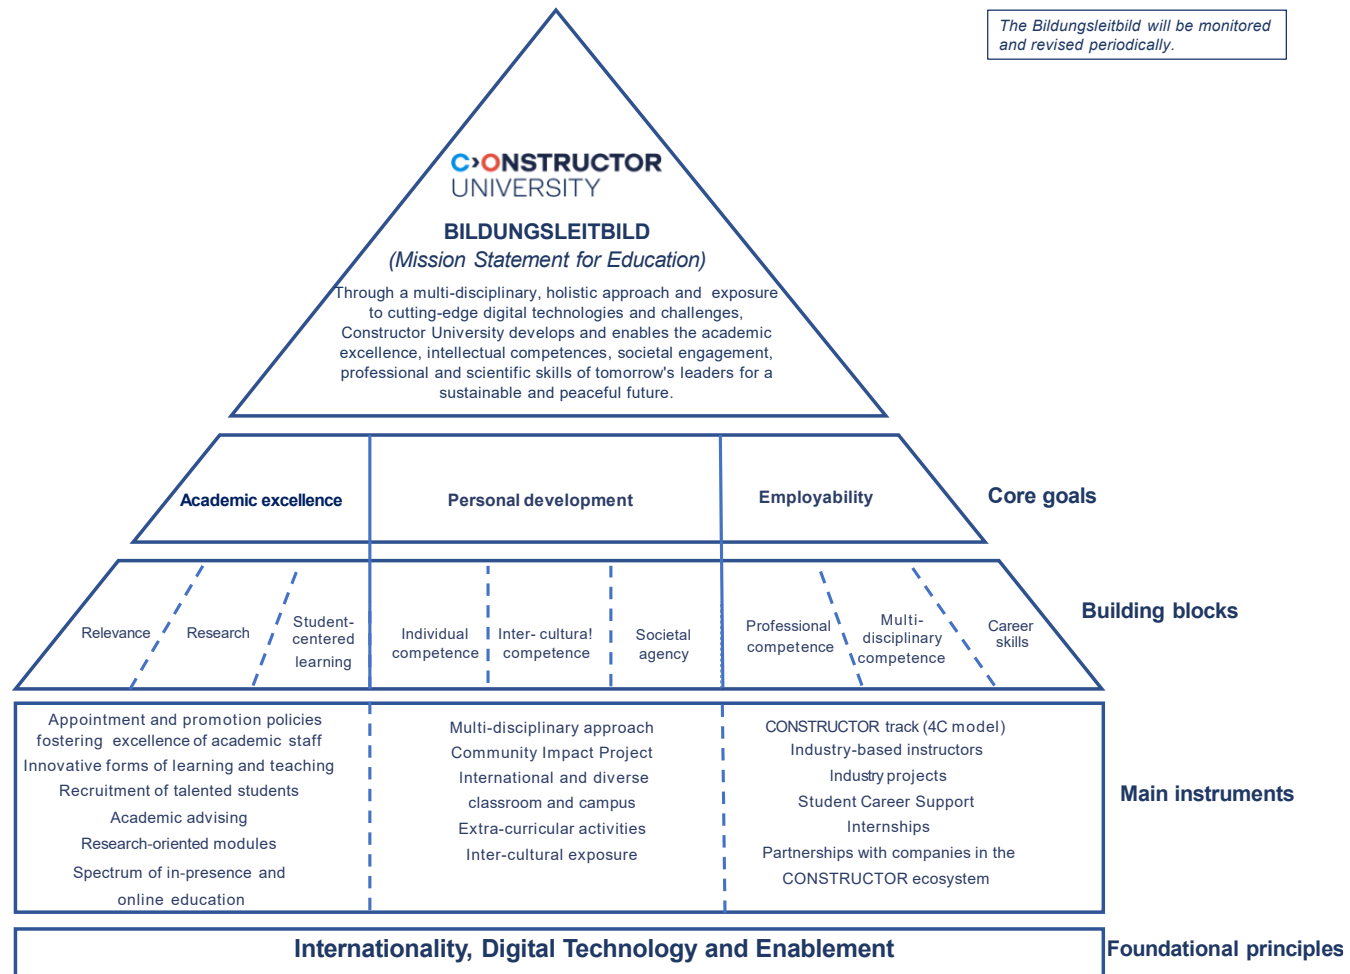 The Bildungsleitbild will be monitored
and revised periodically.
C›ONSTRUCTOR
UNIVERSITY
BILDUNGSLEITBILD
(Mission Statement for Education)
Through a multi-disciplinary, holistic approach and exposure
to cutting-edge digital technologies and challenges,
Constructor University develops and enables the academic
excellence, intellectual competences, societal engagement,
professional and scientific skills of tomorrow's leaders for a
sustainable and peaceful future.
Academic excellence
Personal development
Employability
Core goals
Relevance
Research
Student-
centered
learning
Individual
competence
Inter- cultura!
competence
Societal
agency
Professional
competence
Multi-
disciplinary
competence
Career
skills
Building blocks
Appointment and promotion policies
fostering excellence of academic staff
Innovative forms of learning and teaching
Recruitment of talented students
Academic advising
Research-oriented modules
Spectrum of in-presence and
online education
Multi-disciplinary approach
Community Impact Project
International and diverse
classroom and campus
Extra-curricular activities
Inter-cultural exposure
CONSTRUCTOR track (4C model)
Industry-based instructors
Industry projects
Student Career Support
Internships
Partnerships with companies in the
CONSTRUCTOR ecosystem
Main instruments
Internationality, Digital Technology and Enablement
Foundational principles